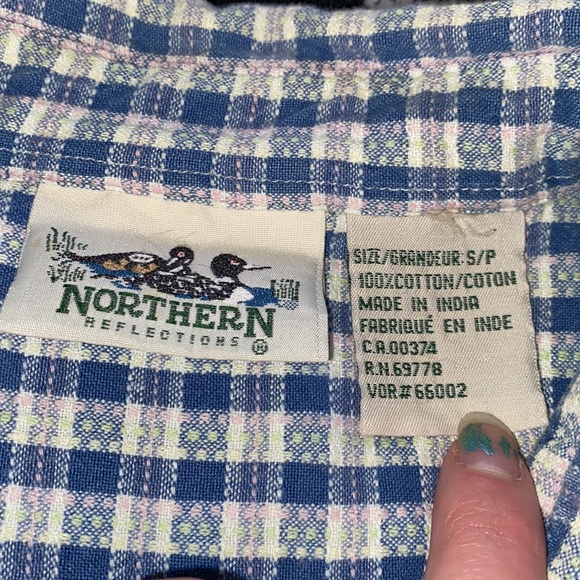 NORTHERN
REFLECTIONS ®
SIZE/GRANDEUR: S/P
100%COTTON/COTON
MADE IN INDIA
FABRIQUÉ EN INDE
C.A.00374
R.N.69778
VOR#66002